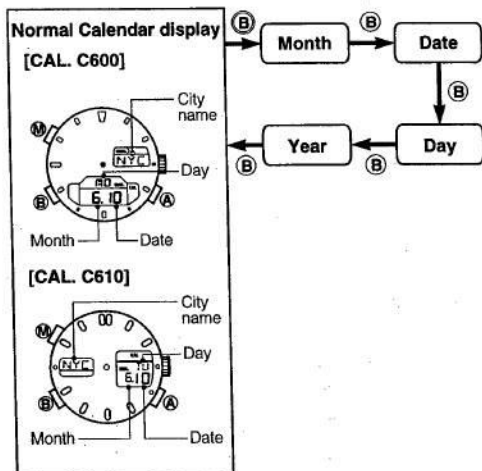 Normal Calendar display
[CAL. C600]
City
name
M
NYC
Day
6.10
B
A
Month
Date
[CAL. C610]
City
name
M
NYC
Day
6.10
B
A
Month
Date
B
Month
B
Date
B
Day
B
Year
B